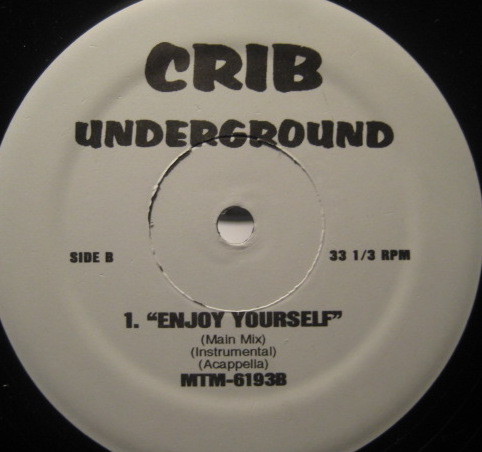 CRIB
UNDERGROUND
SIDE B
33 1/3 RPM
1. "ENJOY YOURSELF"
(Main Mix)
(Instrumental)
(Acappella)
MTM-6193B